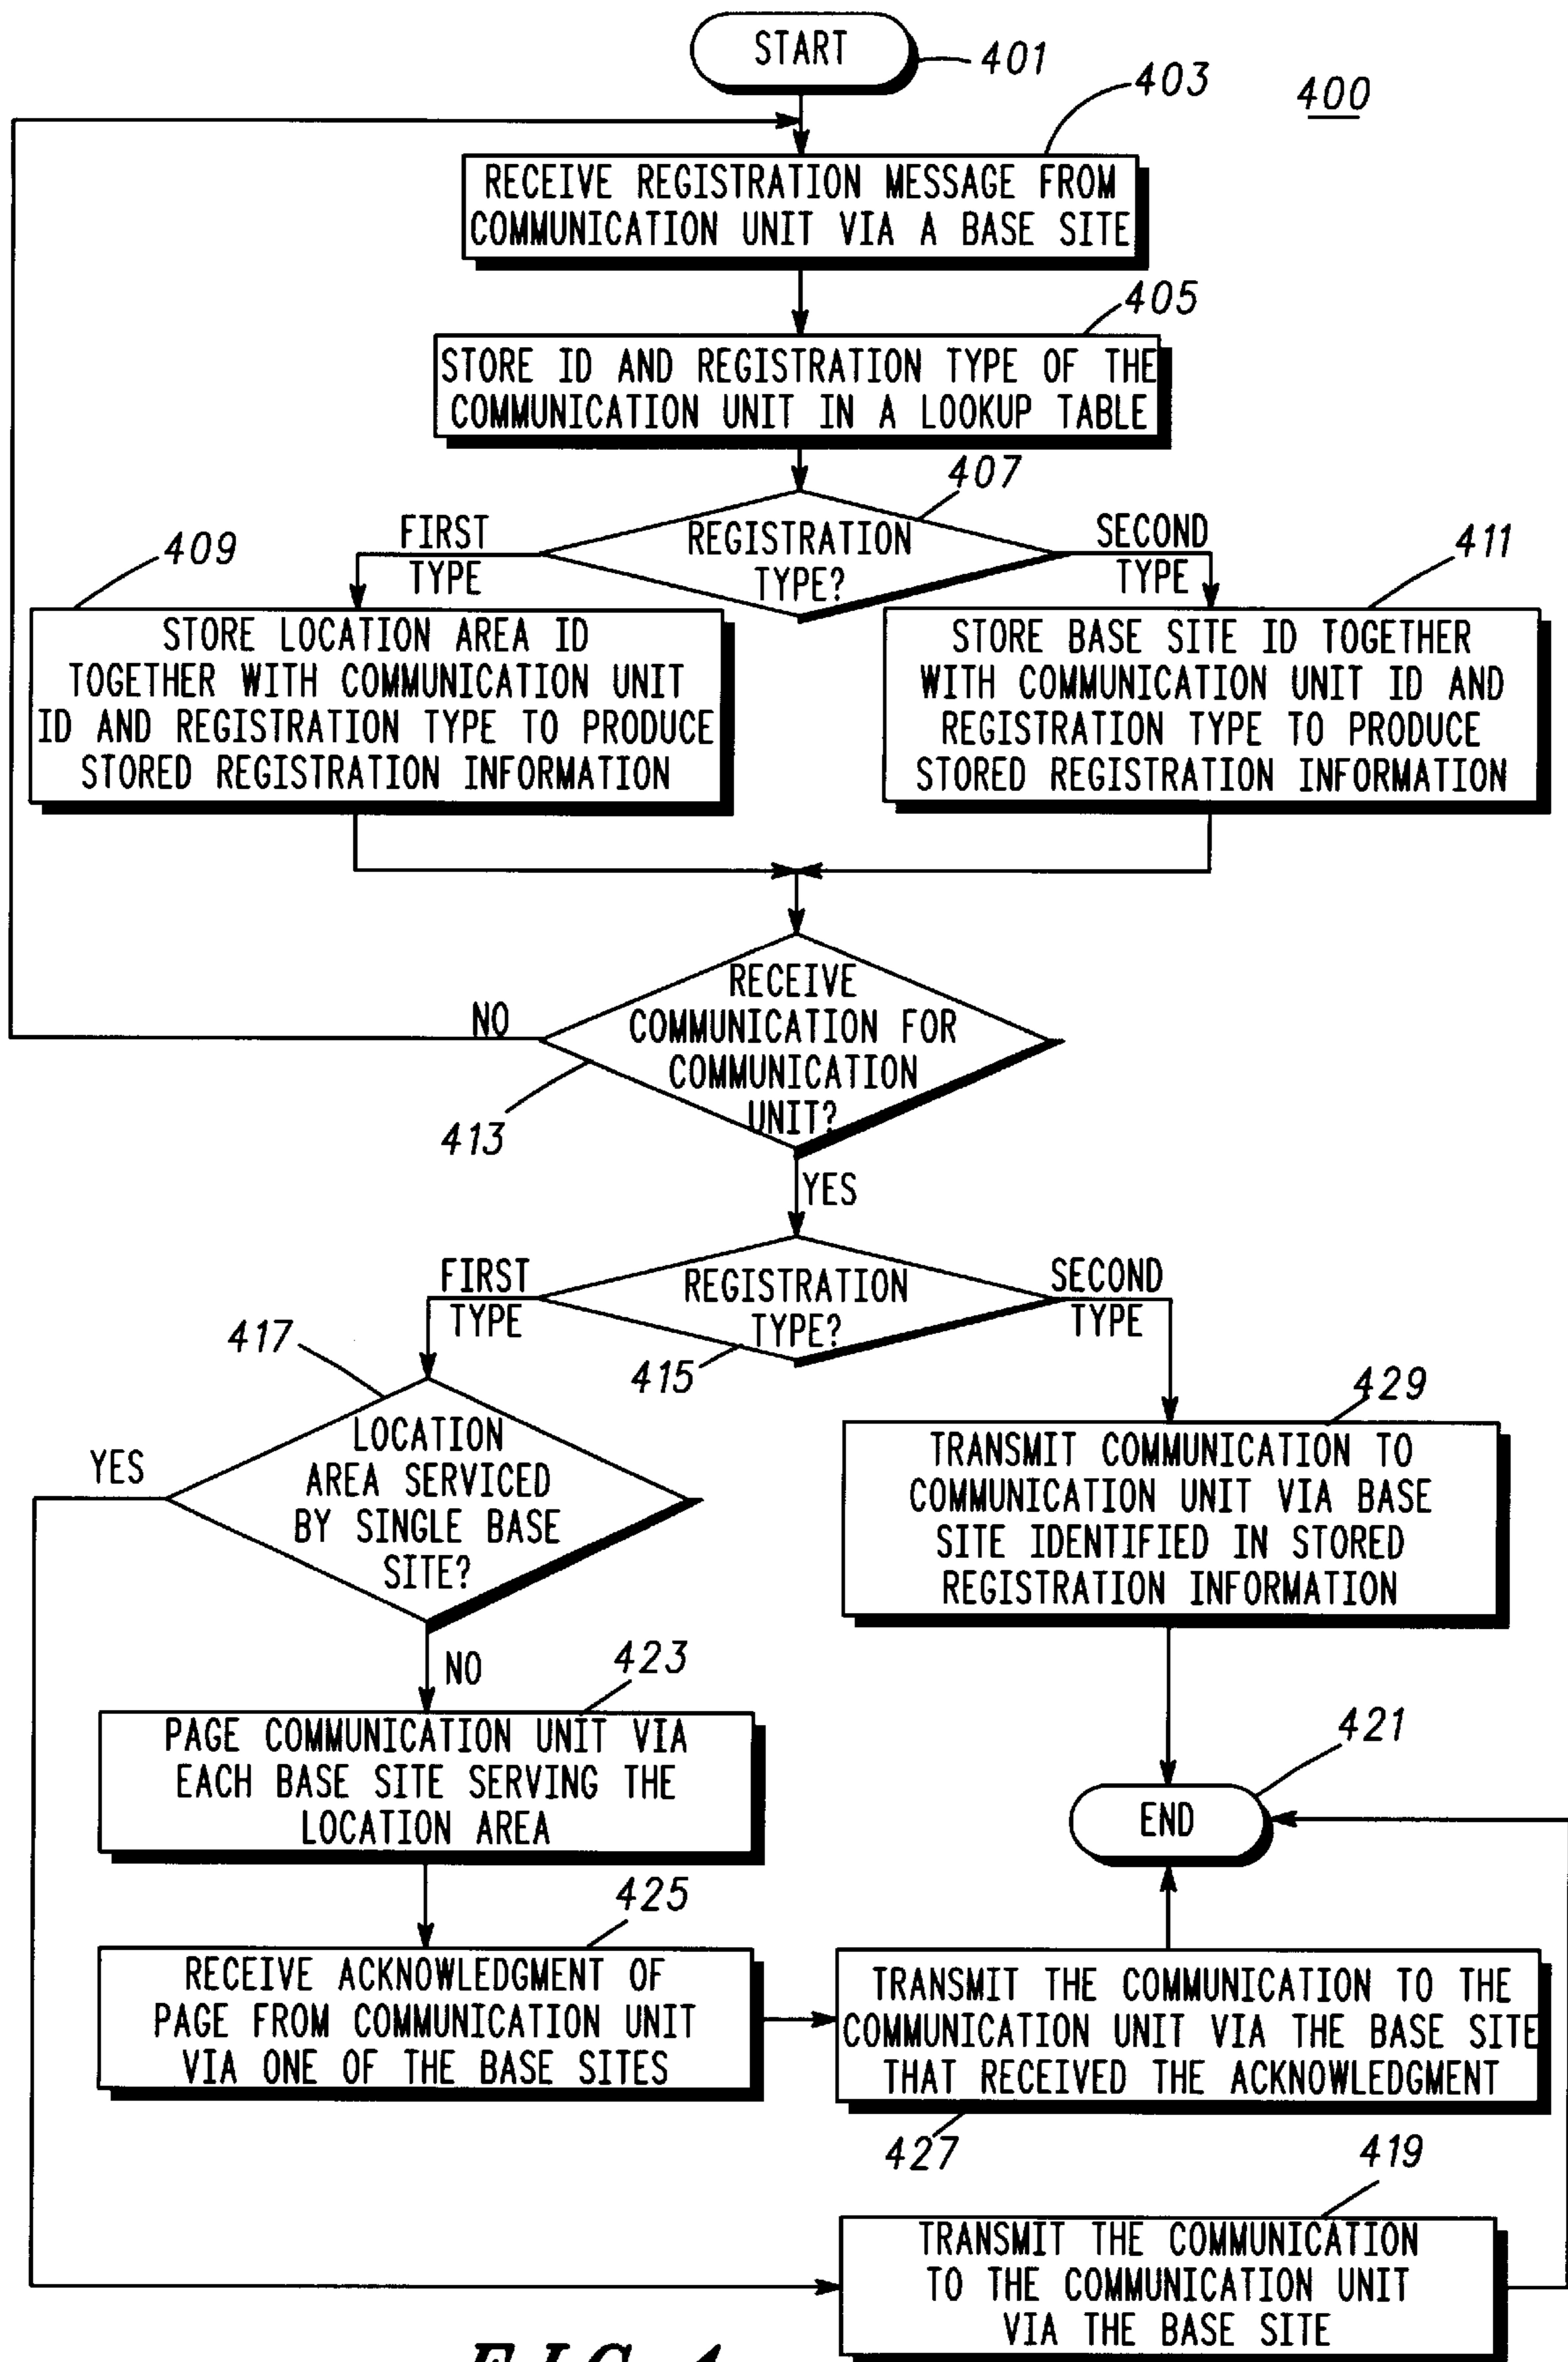 START
401
403
400
RECEIVE REGISTRATION MESSAGE FROM
COMMUNICATION UNIT VIA A BASE SITE
405
STORE ID AND REGISTRATION TYPE OF THE
COMMUNICATION UNIT IN A LOOKUP TABLE
407
REGISTRATION
TYPE?
FIRST
TYPE
SECOND
TYPE
409
411
STORE LOCATION AREA ID
TOGETHER WITH COMMUNICATION UNIT
ID AND REGISTRATION TYPE TO PRODUCE
STORED REGISTRATION INFORMATION
STORE BASE SITE ID TOGETHER
WITH COMMUNICATION UNIT ID AND
REGISTRATION TYPE TO PRODUCE
STORED REGISTRATION INFORMATION
RECEIVE
COMMUNICATION FOR
COMMUNICATION
UNIT?
NO
413
YES
REGISTRATION
TYPE?
FIRST
TYPE
SECOND
TYPE
415
417
LOCATION
AREA SERVICED
BY SINGLE BASE
SITE?
YES
NO
429
TRANSMIT COMMUNICATION TO
COMMUNICATION UNIT VIA BASE
SITE IDENTIFIED IN STORED
REGISTRATION INFORMATION
423
PAGE COMMUNICATION UNIT VIA
EACH BASE SITE SERVING THE
LOCATION AREA
421
END
425
RECEIVE ACKNOWLEDGMENT OF
PAGE FROM COMMUNICATION UNIT
VIA ONE OF THE BASE SITES
TRANSMIT THE COMMUNICATION TO THE
COMMUNICATION UNIT VIA THE BASE SITE
THAT RECEIVED THE ACKNOWLEDGMENT
427
419
TRANSMIT THE COMMUNICATION
TO THE COMMUNICATION UNIT
VIA THE BASE SITE